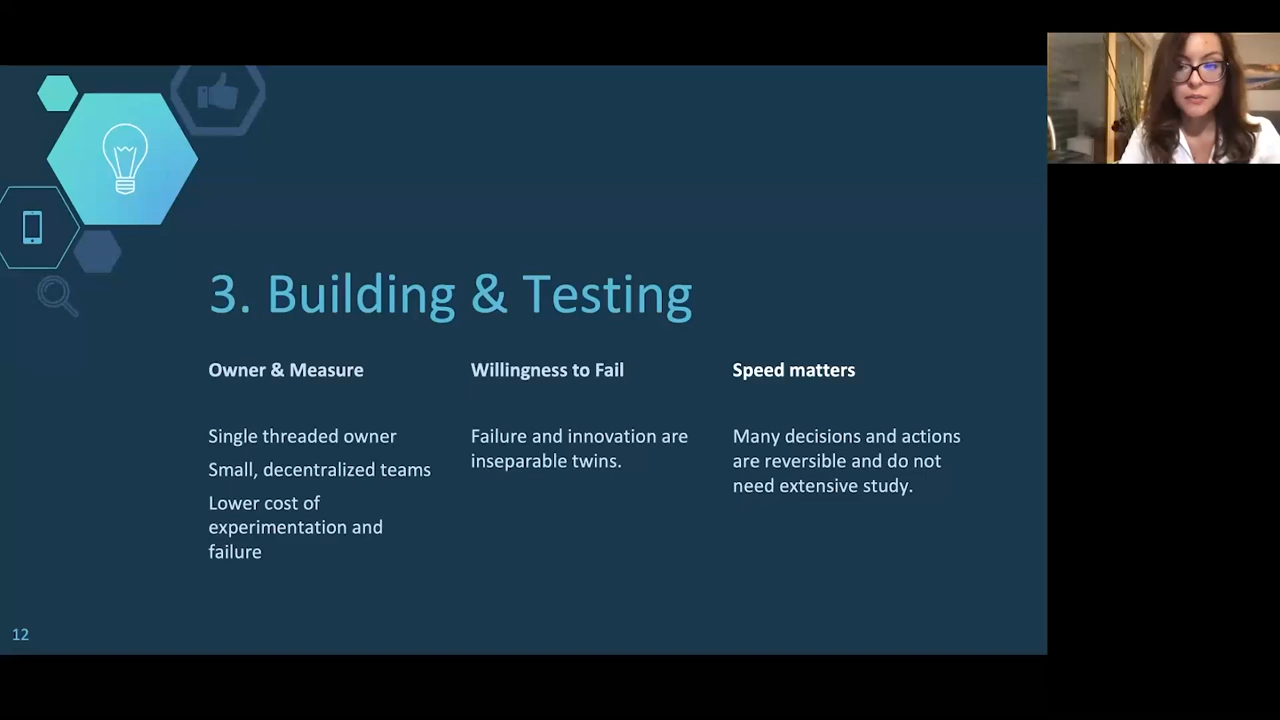 3. Building & Testing
Owner & Measure
Single threaded owner
Small, decentralized teams
Lower cost of
experimentation and
failure
Willingness to Fail
Failure and innovation are
inseparable twins.
Speed matters
Many decisions and actions
are reversible and do not
need extensive study.
12